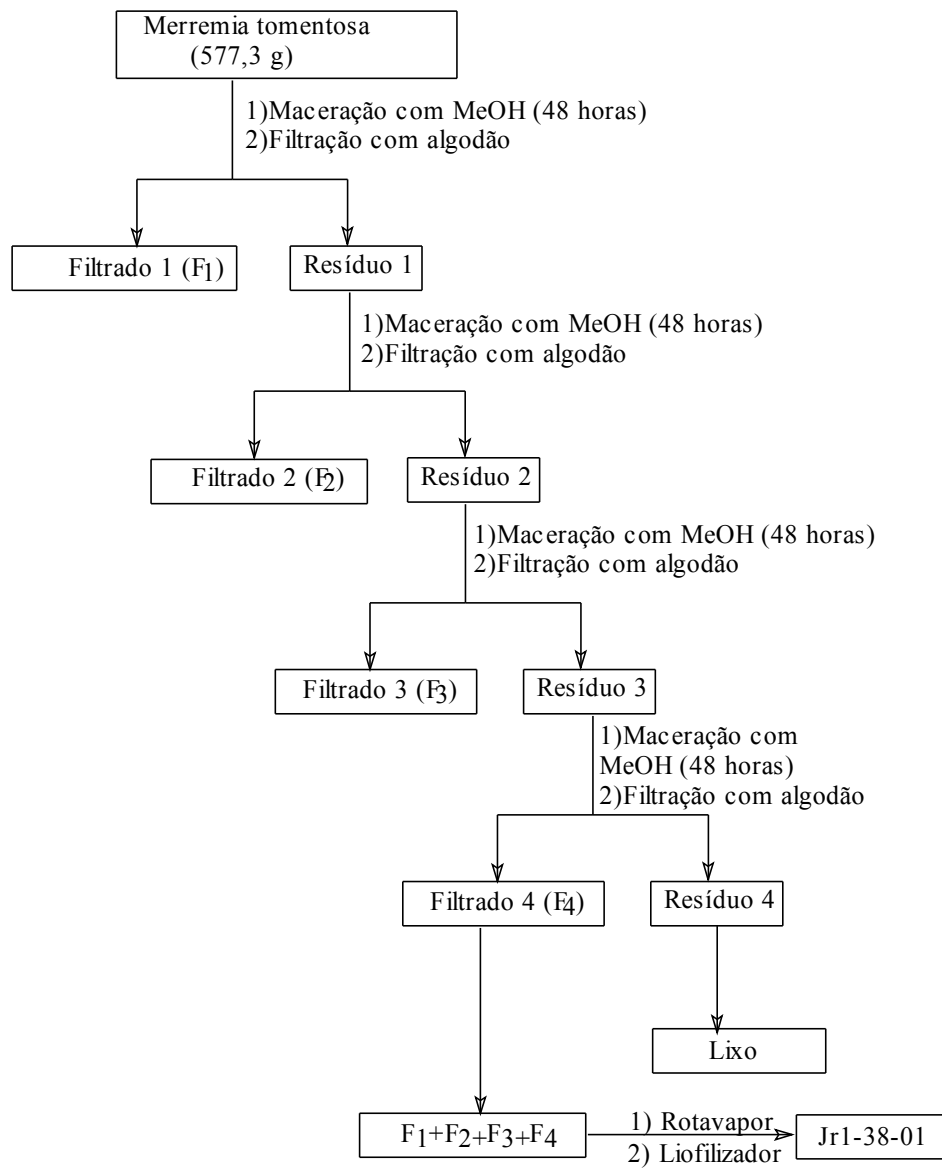 Merremia tomentosa
(577,3 g)
1)Maceração com MeOH (48 horas)
2)Filtração com algodão
Filtrado 1 (F1)
Resíduo 1
1)Maceração com MeOH (48 horas)
2)Filtração com algodão
Filtrado 2 (F2)
Resíduo 2
1)Maceração com MeOH (48 horas)
2)Filtração com algodão
Filtrado 3 (F3)
Resíduo 3
1)Maceração com
MeOH (48 horas)
2)Filtração com algodão
Filtrado 4 (F4)
Resíduo 4
Lixo
F1+F2+F3+F4
1) Rotavapor
2) Liofilizador
Jr1-38-01